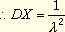 ∴ DX = 1/λ²